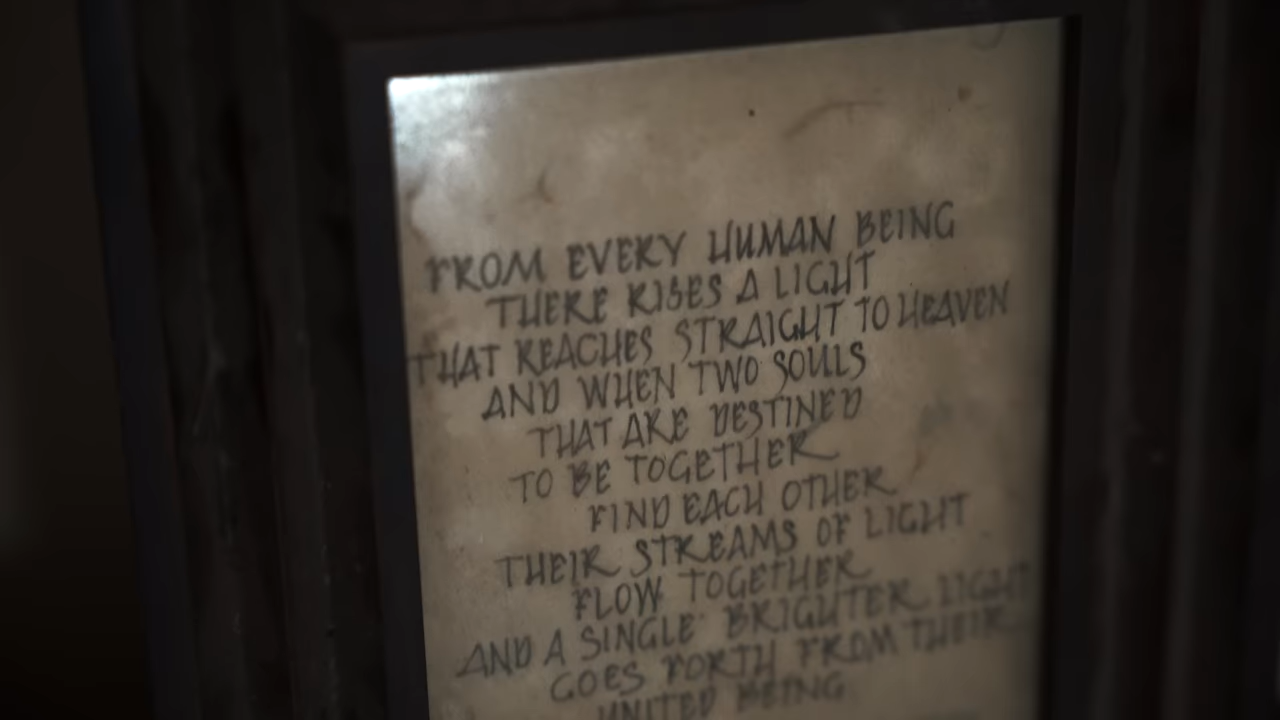 FROM EVERY HUMAN BEING
THERE RISES A LIGHT
THAT REACHES STRAIGHT TO HEAVEN
AND WHEN TWO SOULS
THAT ARE DESTINED
TO BE TOGETHER
FIND EACH OTHER
THEIR STREAMS OF LIGHT
FLOW TOGETHER
AND A SINGLE BRIGHTER LIGHT
GOES FORTH FROM THEIR
UNITED BEING